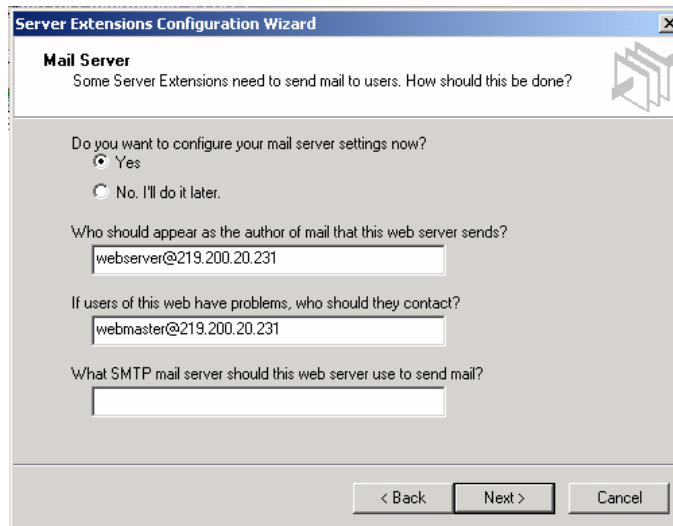 Server Extensions Configuration Wizard
Mail Server
Some Server Extensions need to send mail to users. How should this be done?
Do you want to configure your mail server settings now?
Yes
No. I'll do it later.
Who should appear as the author of mail that this web server sends?
webserver@219.200.20.231
If users of this web have problems, who should they contact?
webmaster@219.200.20.231
What SMTP mail server should this web server use to send mail?
< Back Next > Cancel